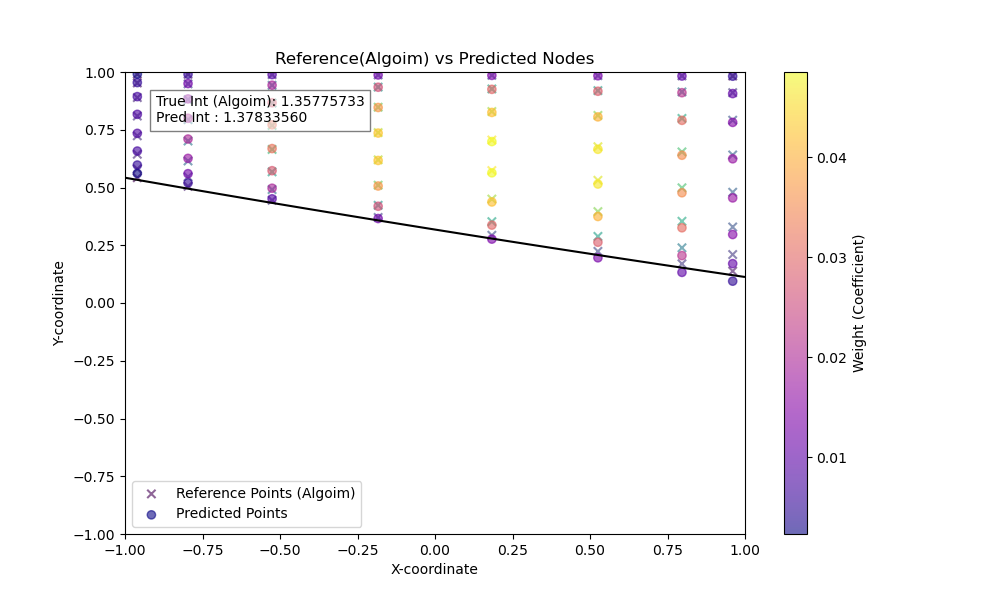 Reference(Algoim) vs Predicted Nodes
True Int (Algoim): 1.35775733
Pred Int : 1.37833560
1.00
0.75
0.50
0.25
0.00
−0.25
−0.50
−0.75
−1.00
Y-coordinate
Reference Points (Algoim)
Predicted Points
−1.00
−0.75
−0.50
−0.25
0.00
0.25
0.50
0.75
1.00
X-coordinate
0.04
0.03
0.02
0.01
Weight (Coefficient)